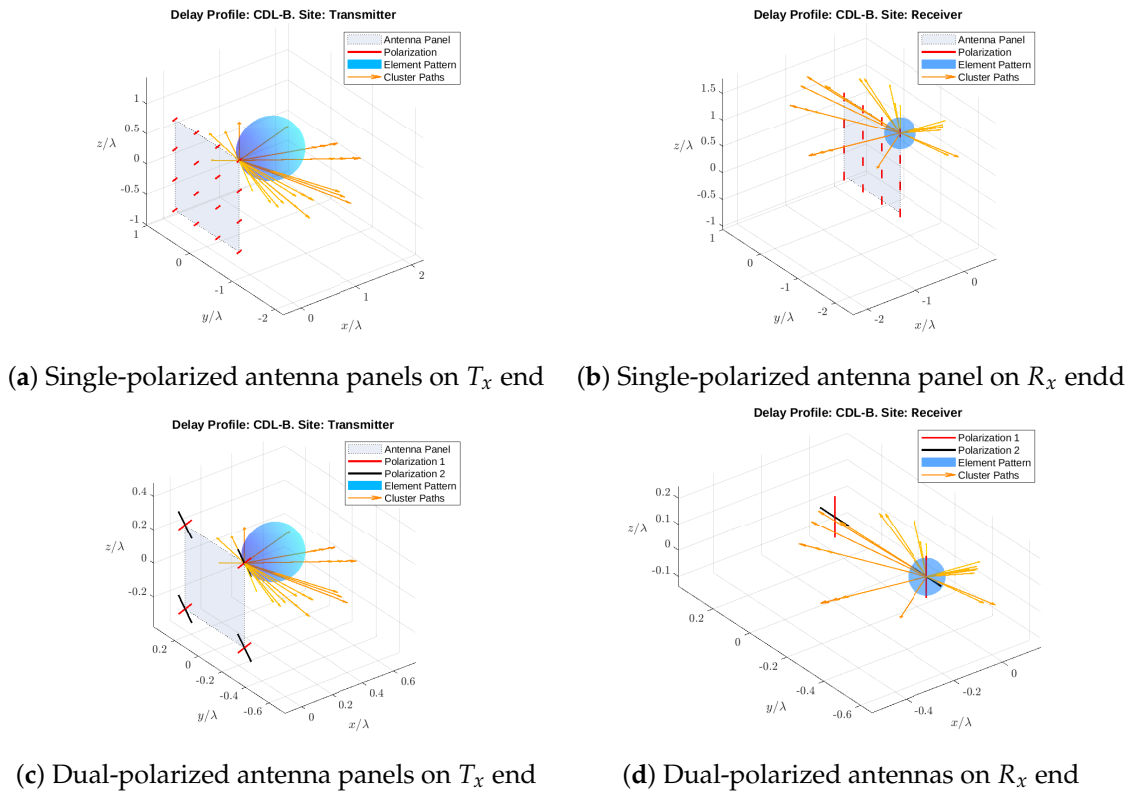 Delay Profile: CDL-B. Site: Transmitter
Antenna Panel
Polarization
Element Pattern
Cluster Paths
1
0.5
z/λ
0
-0.5
-1
1
0
-1
-2
y/λ
0
1
2
x/λ
(a) Single-polarized antenna panels on Tx end
Delay Profile: CDL-B. Site: Receiver
Antenna Panel
Polarization
Element Pattern
Cluster Paths
1.5
1
0.5
z/λ
0
-0.5
-1
1
0
-1
-2
y/λ
-2
-1
0
x/λ
(b) Single-polarized antenna panel on Rx endd
Delay Profile: CDL-B. Site: Transmitter
Antenna Panel
Polarization 1
Polarization 2
Element Pattern
Cluster Paths
0.4
0.2
z/λ
0
-0.2
0.2
0
-0.2
-0.4
-0.6
y/λ
0
0.2
0.4
0.6
x/λ
(c) Dual-polarized antenna panels on Tx end
Delay Profile: CDL-B. Site: Receiver
Polarization 1
Polarization 2
Element Pattern
Cluster Paths
0.2
0.1
z/λ
0
-0.1
0.2
0
-0.2
-0.4
-0.6
y/λ
-0.4
-0.2
0
x/λ
(d) Dual-polarized antennas on Rx end